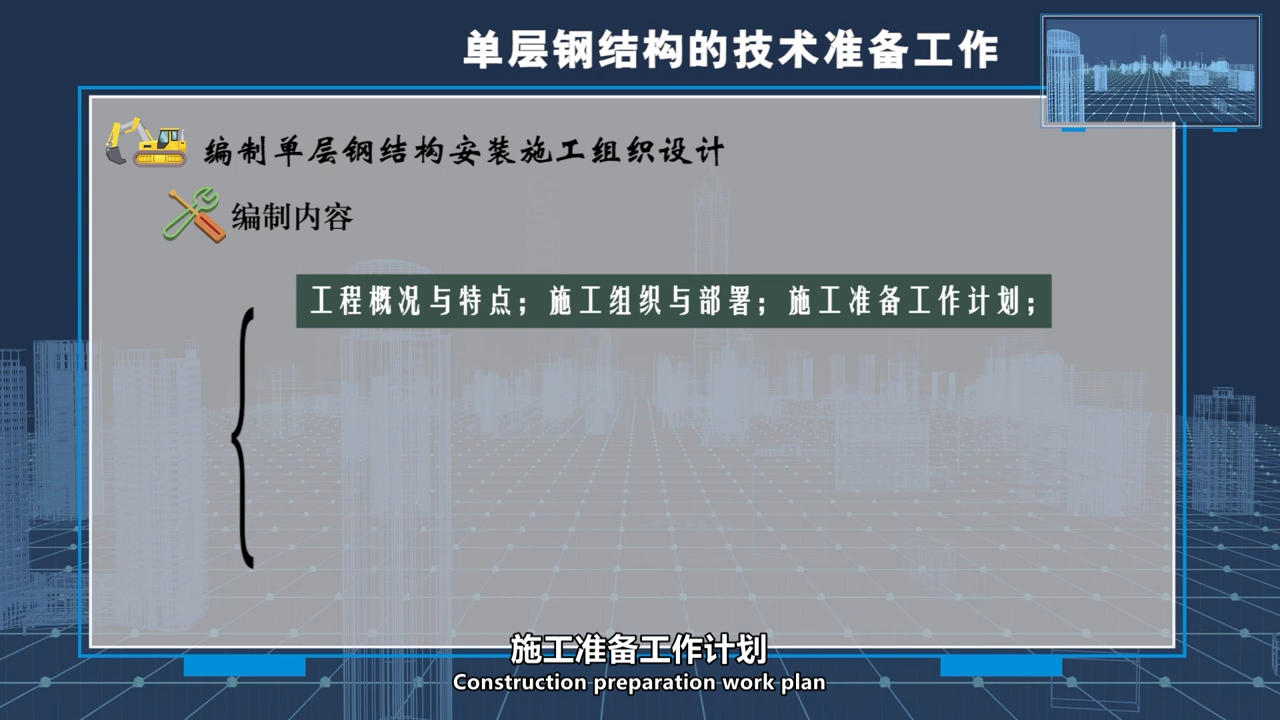 单层钢结构的技术准备工作
编制单层钢结构安装施工组织设计
编制内容
工程概况与特点；施工组织与部署；施工准备工作计划；
施工准备工作计划
Construction preparation work plan